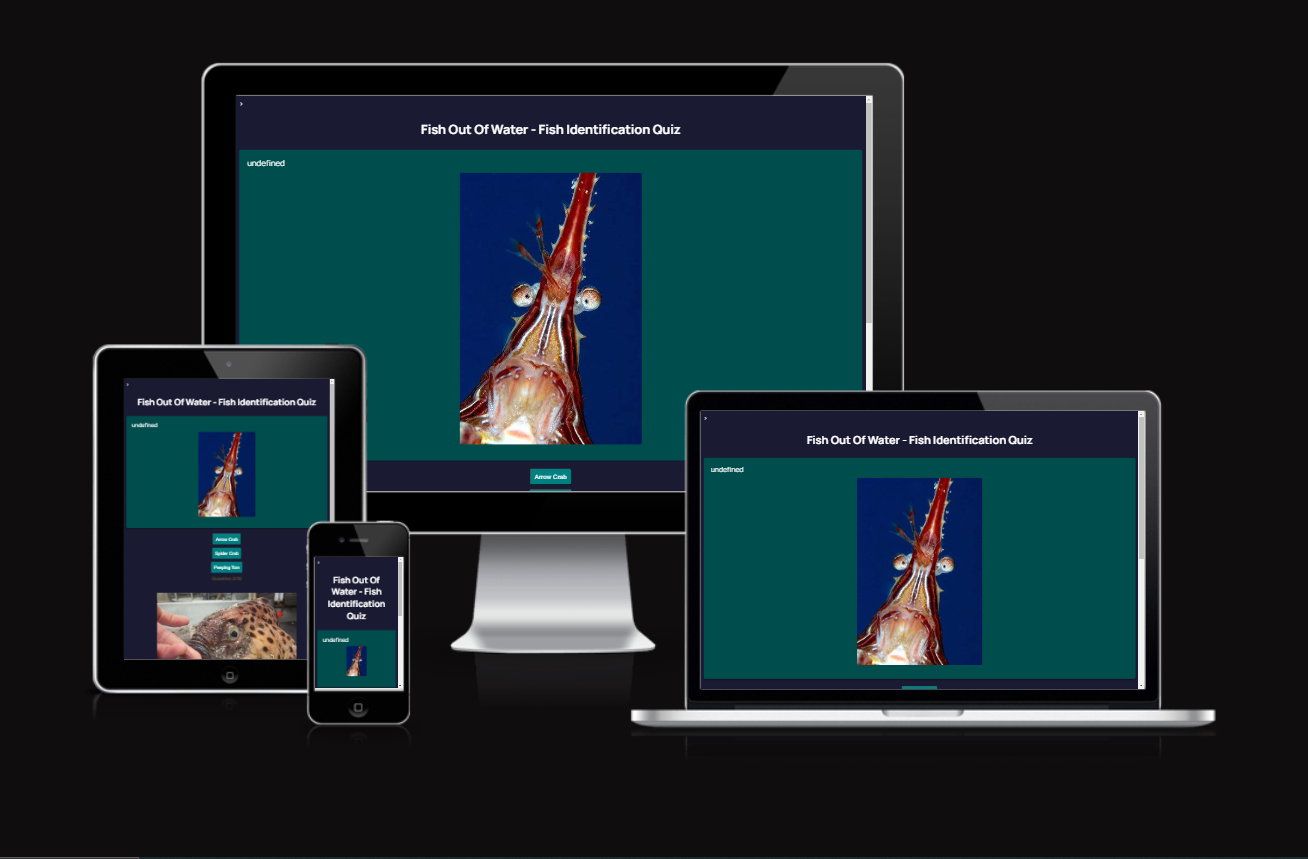 ›
Fish Out Of Water - Fish Identification Quiz
undefined
Arrow Crab
›
Fish Out Of Water - Fish Identification Quiz
undefined
Arrow Crab
Spider Crab
Peeping Tom
›
Fish Out Of
Water - Fish
Identification
Quiz
undefined
›
Fish Out Of Water - Fish Identification Quiz
undefined